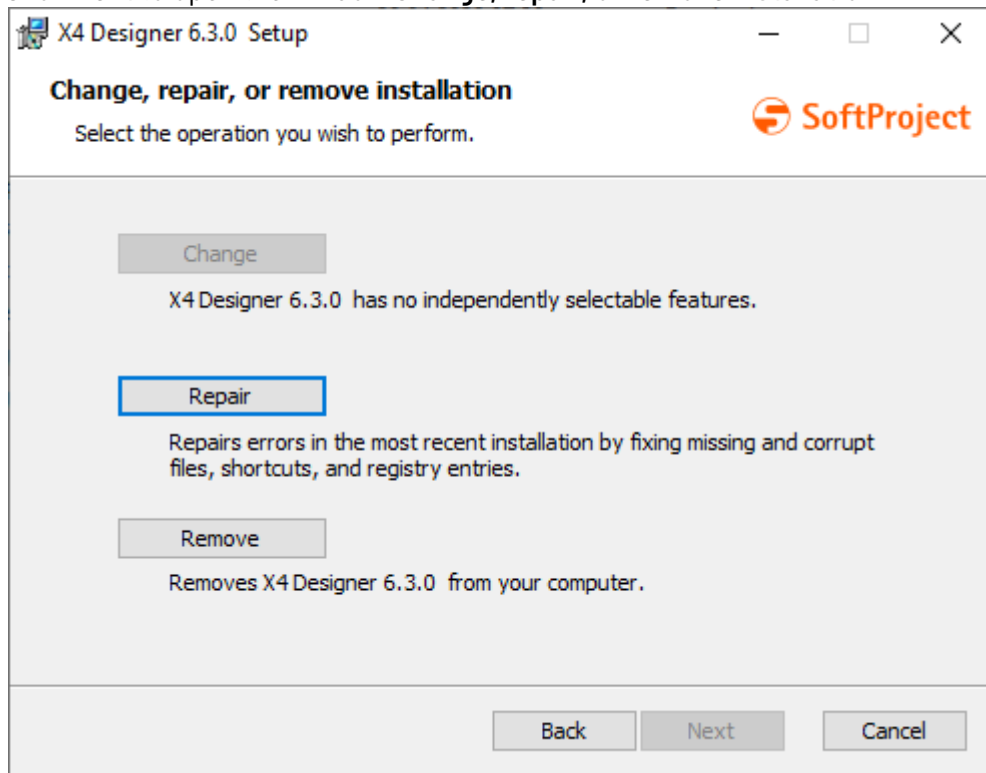 X4 Designer 6.3.0 Setup
Change, repair, or remove installation
Select the operation you wish to perform.
SoftProject
Change
X4 Designer 6.3.0 has no independently selectable features.
Repair
Repairs errors in the most recent installation by fixing missing and corrupt
files, shortcuts, and registry entries.
Remove
Removes X4 Designer 6.3.0 from your computer.
Back Next Cancel